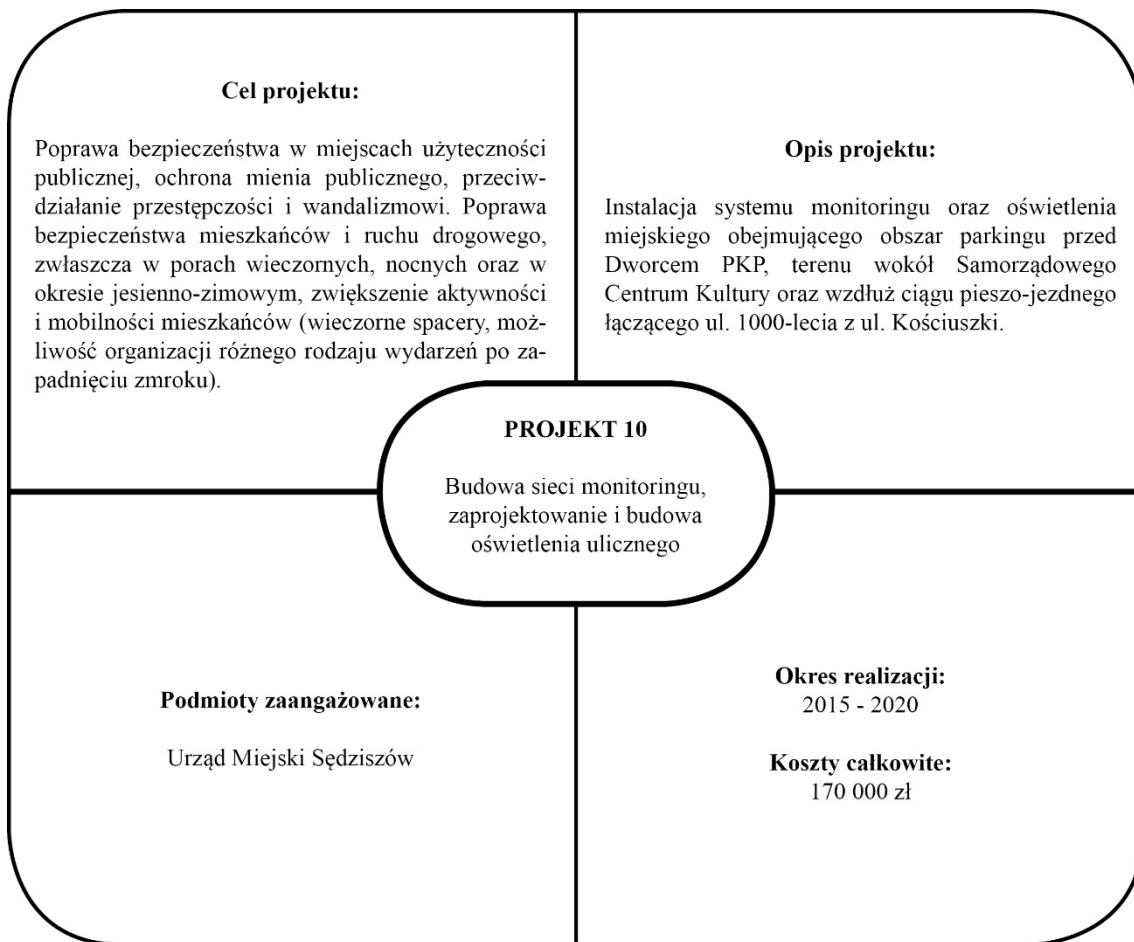 Cel projektu:
Poprawa bezpieczeństwa w miejscach użyteczności
publicznej, ochrona mienia publicznego, przeciw-
działanie przestępczości i wandalizmowi. Poprawa
bezpieczeństwa mieszkańców i ruchu drogowego,
zwłaszcza w porach wieczornych, nocnych oraz w
okresie jesienno-zimowym, zwiększenie aktywności
i mobilności mieszkańców (wieczorne spacery, moż-
liwość organizacji różnego rodzaju wydarzeń po za-
padnięciu zmroku).
Opis projektu:
Instalacja systemu monitoringu oraz oświetlenia
miejskiego obejmującego obszar parkingu przed
Dworcem PKP, terenu wokół Samorządowego
Centrum Kultury oraz wzdłuż ciągu pieszo-jezdnego
łączącego ul. 1000-lecia z ul. Kościuszki.
PROJEKT 10
Budowa sieci monitoringu,
zaprojektowanie i budowa
oświetlenia ulicznego
Podmioty zaangażowane:
Urząd Miejski Sędziszów
Okres realizacji:
2015 - 2020
Koszty całkowite:
170 000 zł